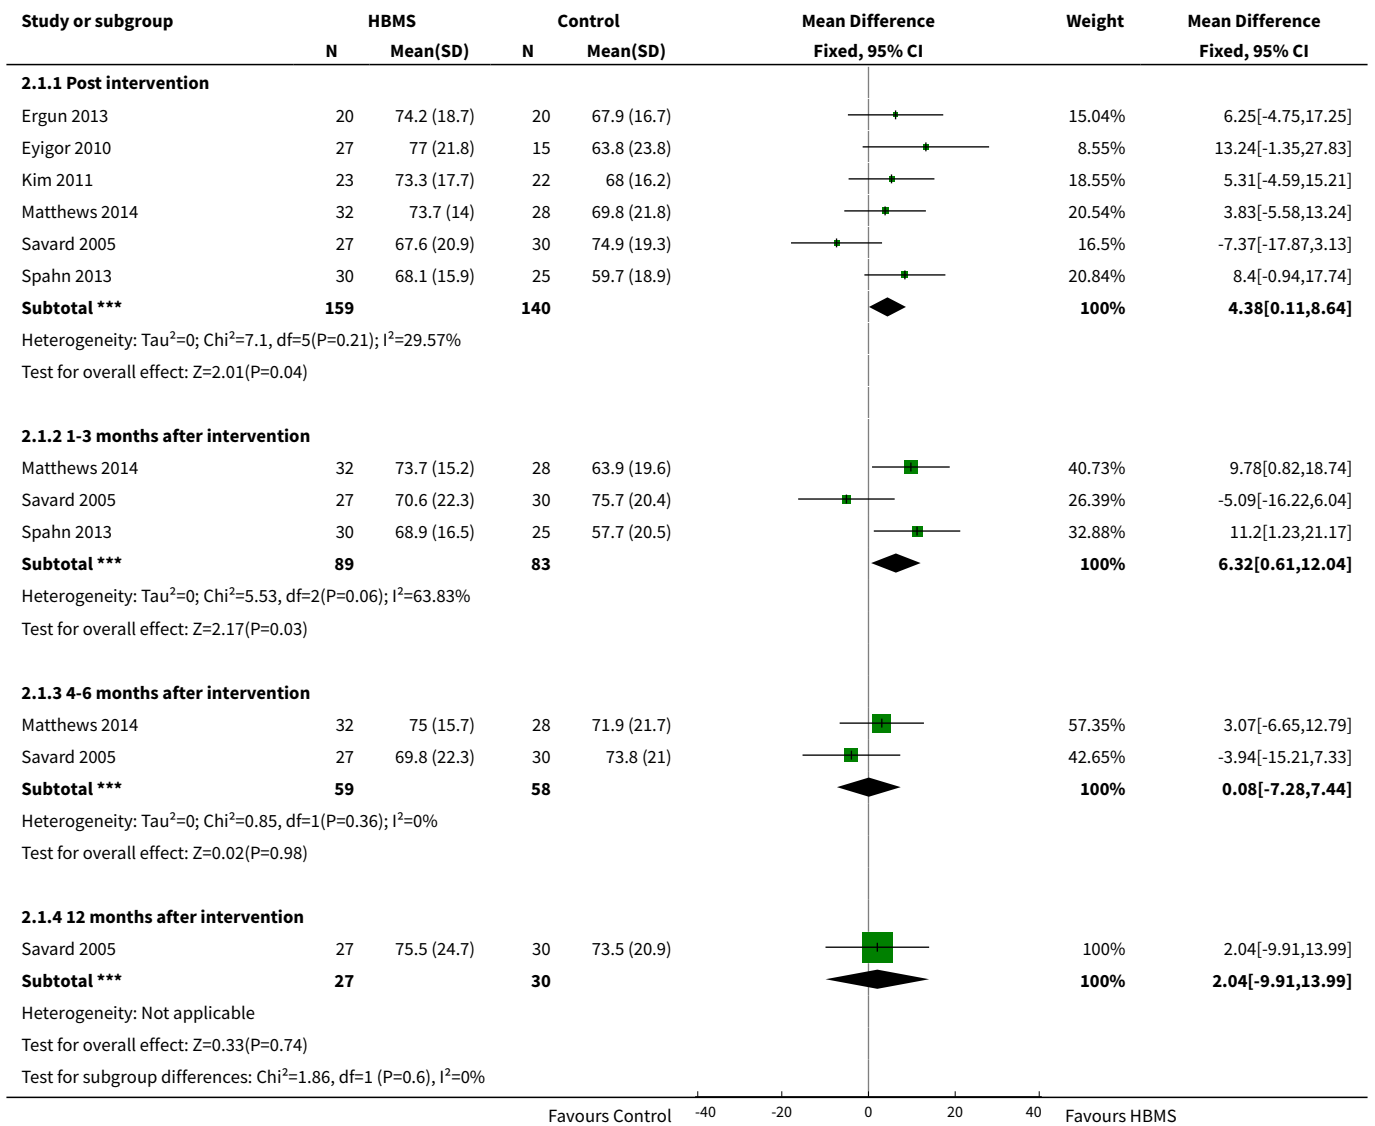 Study or subgroup HBMS Control Mean Difference Weight Mean Difference
N Mean(SD) N Mean(SD) Fixed, 95% CI Fixed, 95% CI
2.1.1 Post intervention
Ergun 2013 20 74.2 (18.7) 20 67.9 (16.7) 15.04% 6.25[-4.75,17.25]
Eyigor 2010 27 77 (21.8) 15 63.8 (23.8) 8.55% 13.24[-1.35,27.83]
Kim 2011 23 73.3 (17.7) 22 68 (16.2) 18.55% 5.31[-4.59,15.21]
Matthews 2014 32 73.7 (14) 28 69.8 (21.8) 20.54% 3.83[-5.58,13.24]
Savard 2005 27 67.6 (20.9) 30 74.9 (19.3) 16.5% -7.37[-17.87,3.13]
Spahn 2013 30 68.1 (15.9) 25 59.7 (18.9) 20.84% 8.4[-0.94,17.74]
Subtotal *** 159 140 100% 4.38[0.11,8.64]
Heterogeneity: Tau²=0; Chi²=7.1, df=5(P=0.21); I²=29.57%
Test for overall effect: Z=2.01(P=0.04)
2.1.2 1-3 months after intervention
Matthews 2014 32 73.7 (15.2) 28 63.9 (19.6) 40.73% 9.78[0.82,18.74]
Savard 2005 27 70.6 (22.3) 30 75.7 (20.4) 26.39% -5.09[-16.22,6.04]
Spahn 2013 30 68.9 (16.5) 25 57.7 (20.5) 32.88% 11.2[1.23,21.17]
Subtotal *** 89 83 100% 6.32[0.61,12.04]
Heterogeneity: Tau²=0; Chi²=5.53, df=2(P=0.06); I²=63.83%
Test for overall effect: Z=2.17(P=0.03)
2.1.3 4-6 months after intervention
Matthews 2014 32 75 (15.7) 28 71.9 (21.7) 57.35% 3.07[-6.65,12.79]
Savard 2005 27 69.8 (22.3) 30 73.8 (21) 42.65% -3.94[-15.21,7.33]
Subtotal *** 59 58 100% 0.08[-7.28,7.44]
Heterogeneity: Tau²=0; Chi²=0.85, df=1(P=0.36); I²=0%
Test for overall effect: Z=0.02(P=0.98)
2.1.4 12 months after intervention
Savard 2005 27 75.5 (24.7) 30 73.5 (20.9) 100% 2.04[-9.91,13.99]
Subtotal *** 27 30 100% 2.04[-9.91,13.99]
Heterogeneity: Not applicable
Test for overall effect: Z=0.33(P=0.74)
Test for subgroup differences: Chi²=1.86, df=1 (P=0.6), I²=0%
Favours Control -40 -20 0 20 40 Favours HBMS